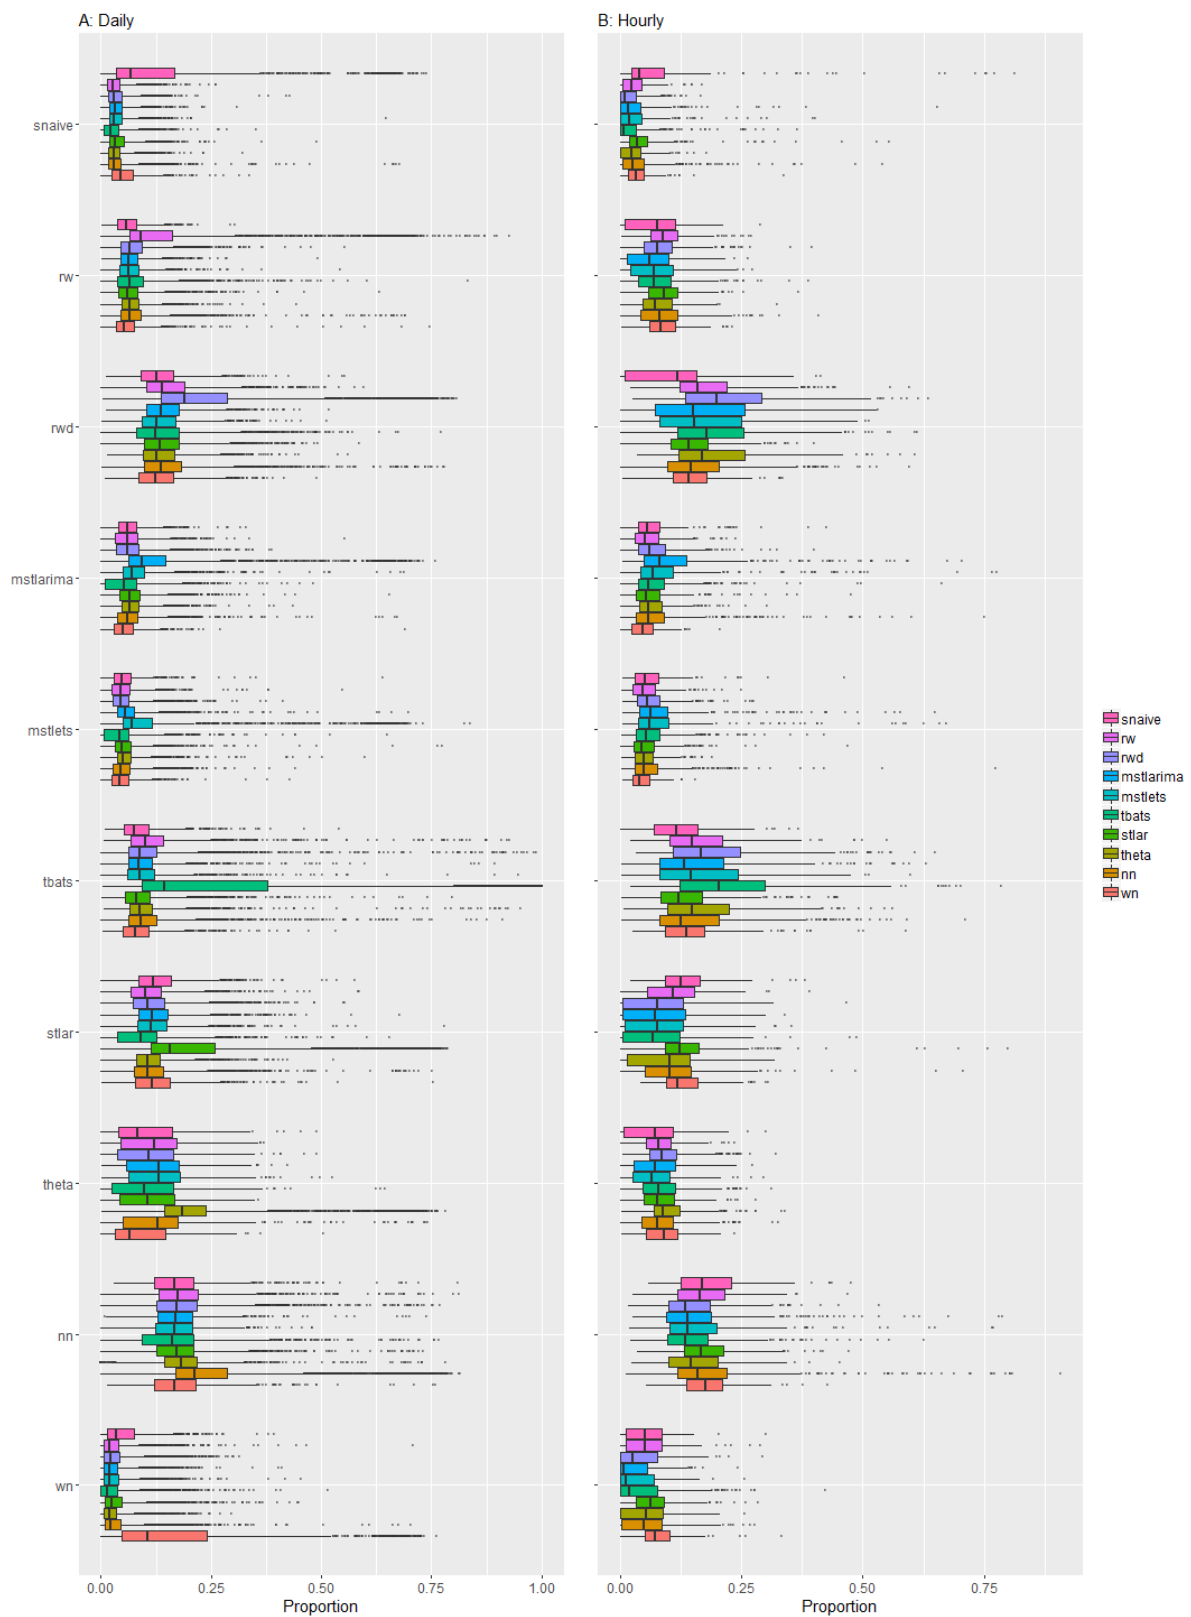 A: Daily
B: Hourly
snaive
rw
rwd
mstlarima
mstlets
tbats
stlar
theta
nn
wn
0.00 0.25 0.50 0.75 1.00
0.00 0.25 0.50 0.75
Proportion
Proportion
snaive
rw
rwd
mstlarima
mstlets
tbats
stlar
theta
nn
wn